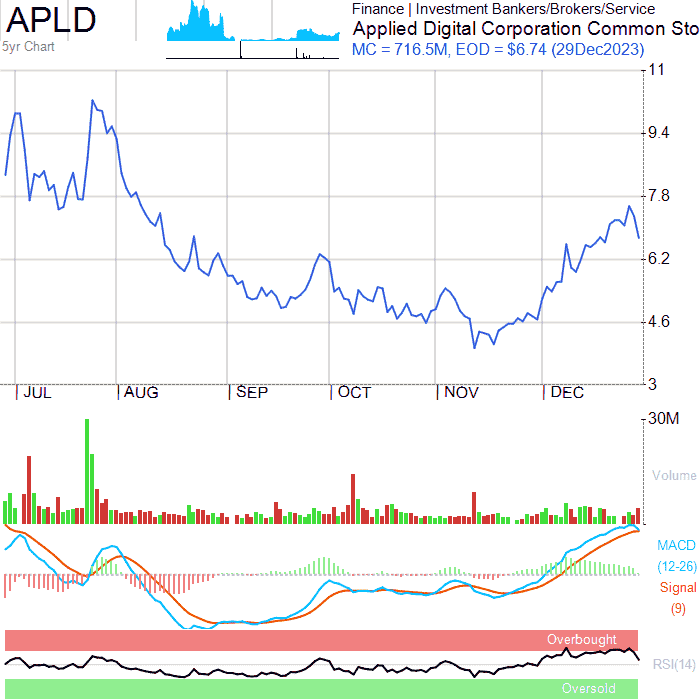 APLD
5yr Chart
Finance | Investment Bankers/Brokers/Service
Applied Digital Corporation Common Sto
MC = 716.5M, EOD = $6.74 (29Dec2023)
11
9.4
7.8
6.2
4.6
3
JUL AUG SEP OCT NOV DEC
30M
Volume
MACD
(12-26)
Signal
(9)
Overbought
RSI(14)
Oversold